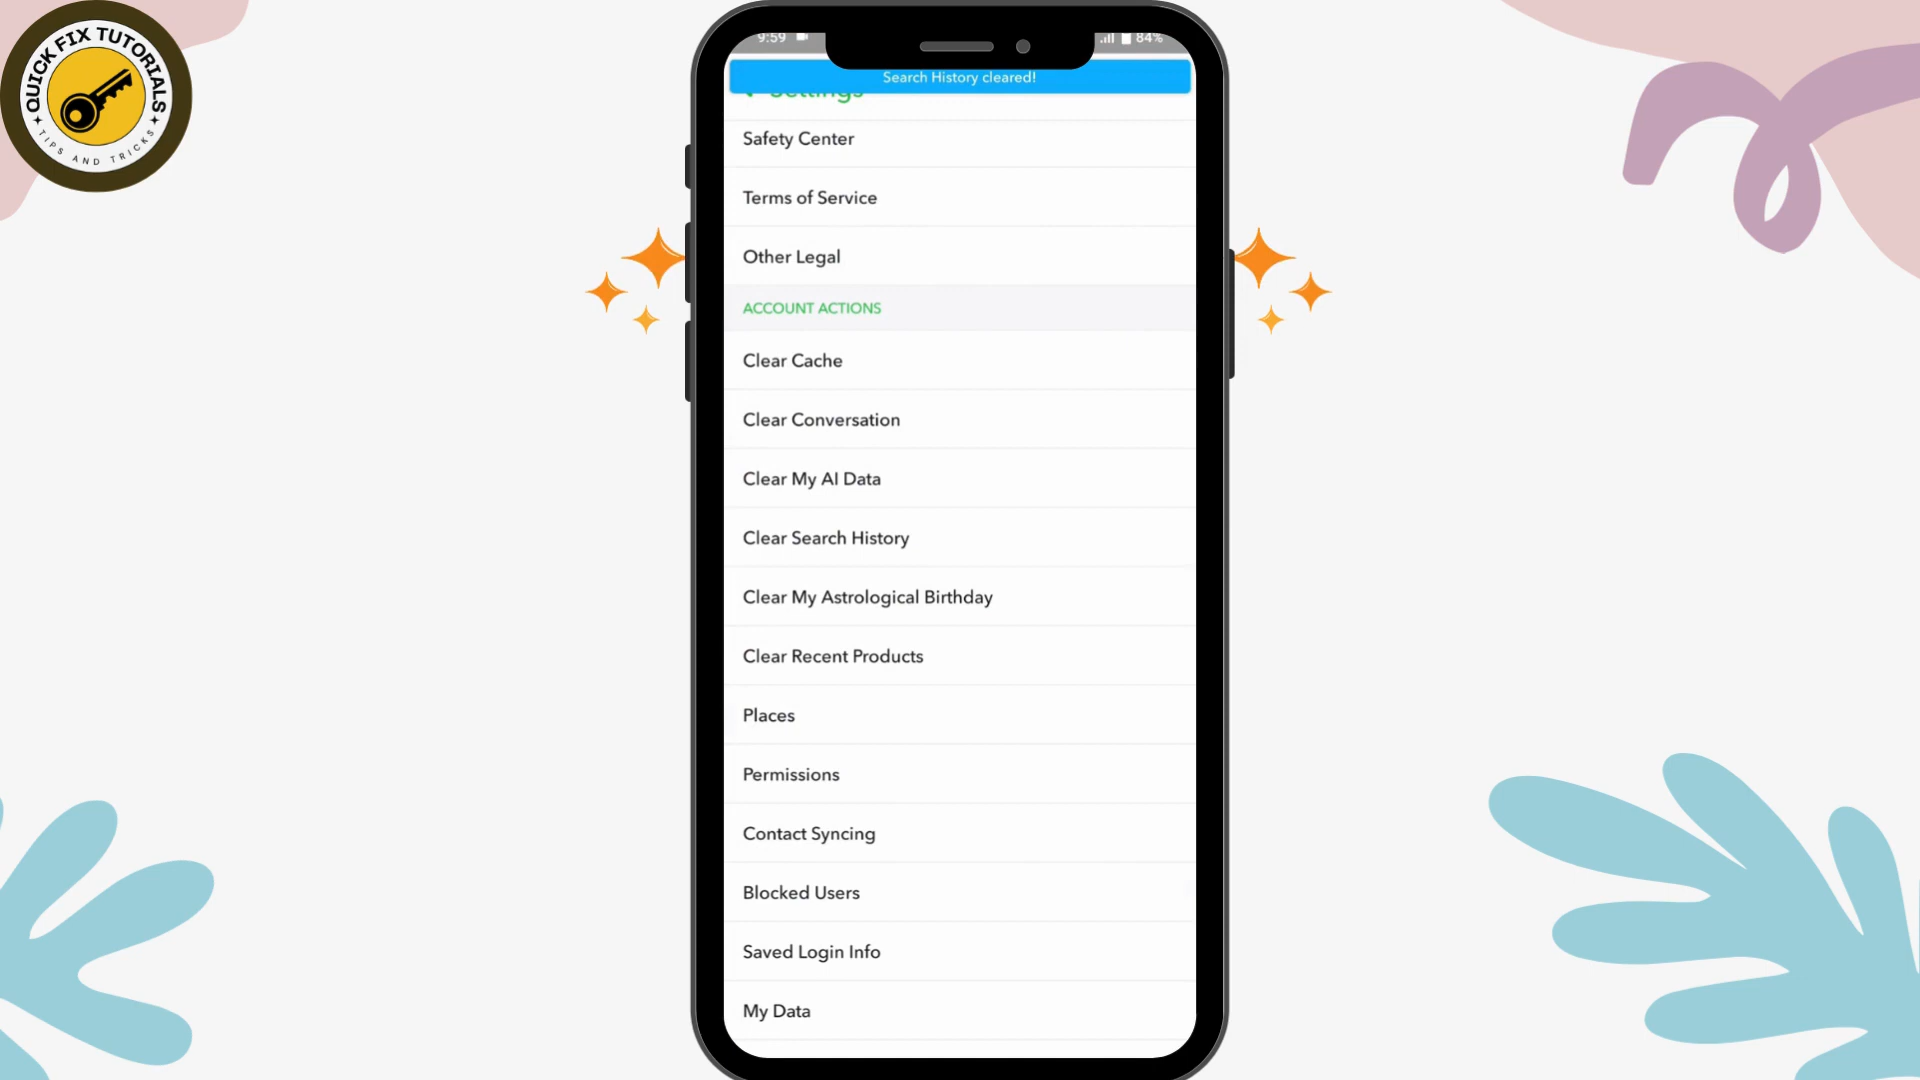 QUICK FIX TUTORIALS
TIPS AND TRICKS
9:59
84%
Search History cleared!
Settings
Safety Center
Terms of Service
Other Legal
ACCOUNT ACTIONS
Clear Cache
Clear Conversation
Clear My AI Data
Clear Search History
Clear My Astrological Birthday
Clear Recent Products
Places
Permissions
Contact Syncing
Blocked Users
Saved Login Info
My Data